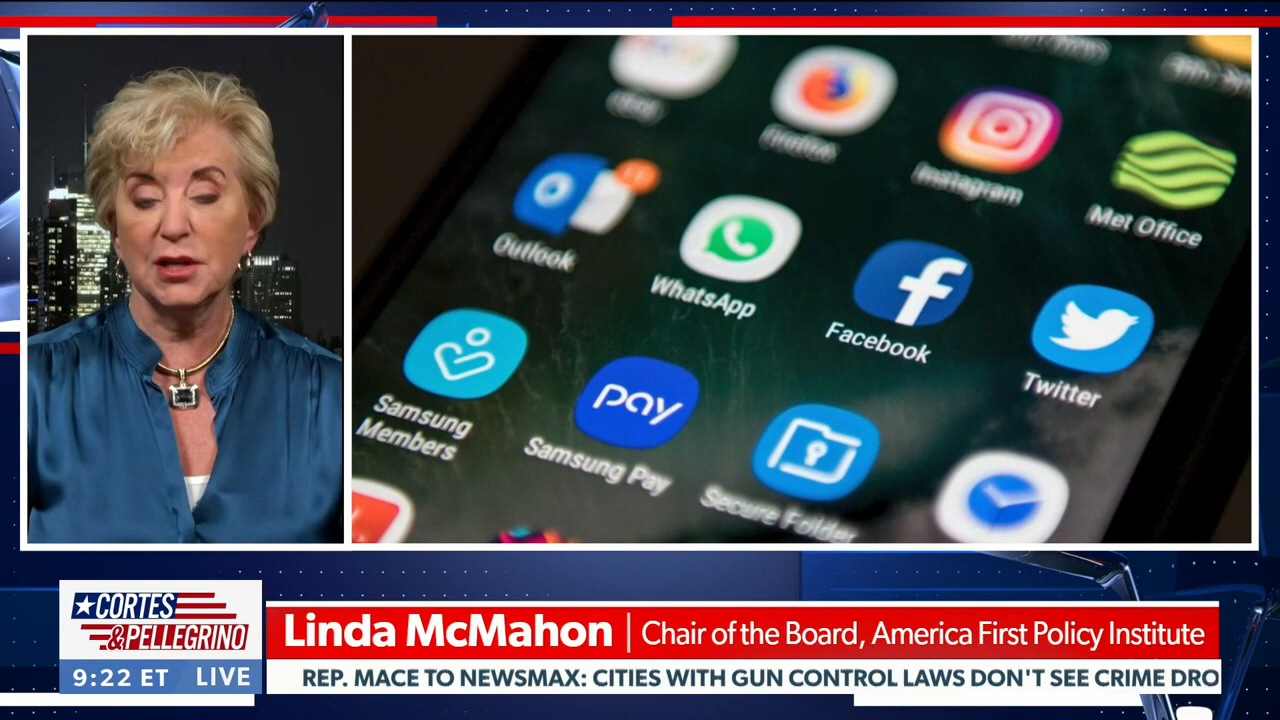 Firefox
Instagram
Met Office
Outlook
WhatsApp
Facebook
Twitter
Samsung
Members
pay
Samsung Pay
Secure Folder
CORTES
&PELLEGRINO
9:22 ET LIVE
Linda McMahon | Chair of the Board, America First Policy Institute
REP. MACE TO NEWSMAX: CITIES WITH GUN CONTROL LAWS DON'T SEE CRIME DRO